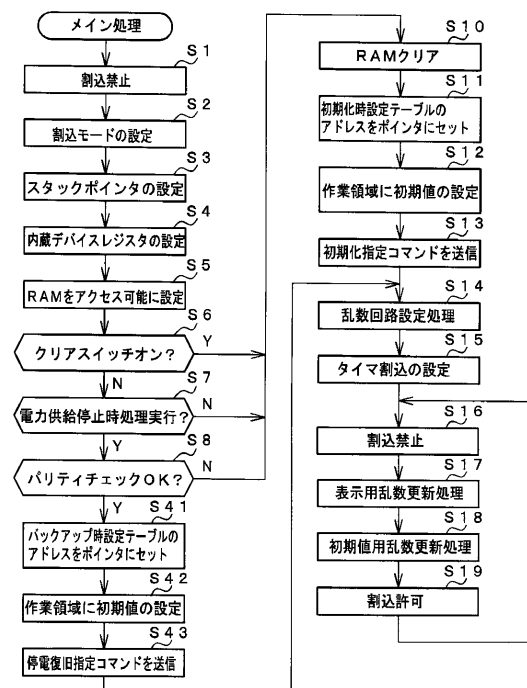 メイン処理
S1
割込禁止
S2
割込モードの設定
S3
スタックポインタの設定
S4
内蔵デバイスレジスタの設定
S5
RAMをアクセス可能に設定
S6
クリアスイッチオン?
Y
N
S7
電力供給停止時処理実行?
N
Y
S8
パリティチェックOK?
N
Y
S41
バックアップ時設定テーブルの
アドレスをポインタにセット
S42
作業領域に初期値の設定
S43
停電復旧指定コマンドを送信
S10
RAMクリア
S11
初期化時設定テーブルの
アドレスをポインタにセット
S12
作業領域に初期値の設定
S13
初期化指定コマンドを送信
S14
乱数回路設定処理
S15
タイマ割込の設定
S16
割込禁止
S17
表示用乱数更新処理
S18
初期値用乱数更新処理
S19
割込許可